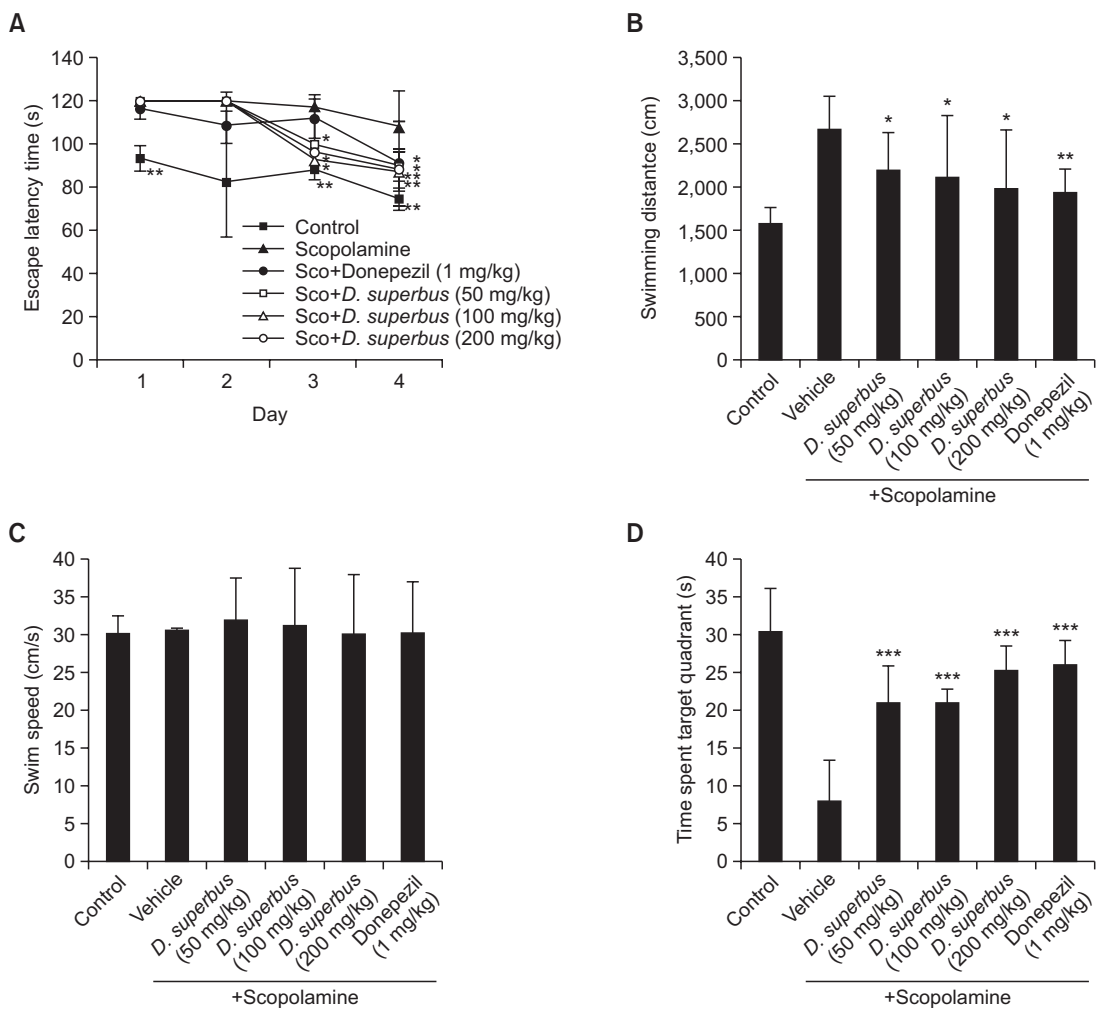 A
140
120
100
80
60
40
20
0
Escape latency time (s)
**
*
*
*
**
*
*
**
**
**
Control
Scopolamine
Sco+Donepezil (1 mg/kg)
Sco+D. superbus (50 mg/kg)
Sco+D. superbus (100 mg/kg)
Sco+D. superbus (200 mg/kg)
1 2 3 4
Day
B
3,500
3,000
2,500
2,000
1,500
1,000
500
0
Swimming distantce (cm)
* * * **
Control
Vehicle
D. superbus
(50 mg/kg)
D. superbus
(100 mg/kg)
D. superbus
(200 mg/kg)
Donepezil
(1 mg/kg)
+Scopolamine
C
40
35
30
25
20
15
10
5
0
Swim speed (cm/s)
Control
Vehicle
D. superbus
(50 mg/kg)
D. superbus
(100 mg/kg)
D. superbus
(200 mg/kg)
Donepezil
(1 mg/kg)
+Scopolamine
D
40
35
30
25
20
15
10
5
0
Time spent target quadrant (s)
*** *** *** ***
Control
Vehicle
D. superbus
(50 mg/kg)
D. superbus
(100 mg/kg)
D. superbus
(200 mg/kg)
Donepezil
(1 mg/kg)
+Scopolamine